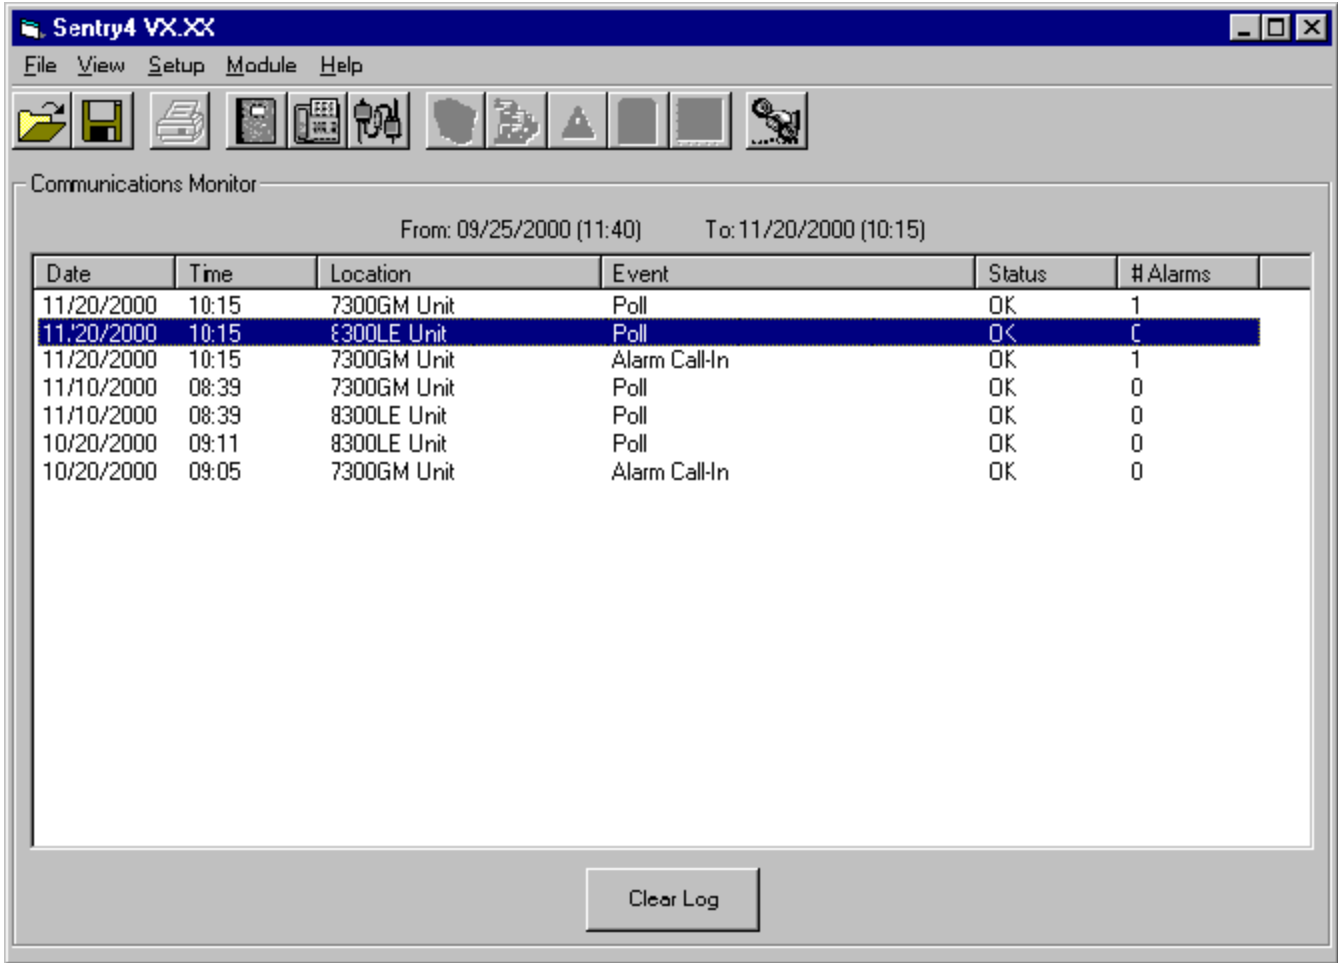 Sentry4 VX.XX
File View Setup Module Help
Communications Monitor
From: 09/25/2000 (11:40) To: 11/20/2000 (10:15)
Date Time Location Event Status # Alarms
11/20/2000 10:15 7300GM Unit Poll OK 1
11/20/2000 10:15 8300LE Unit Poll OK 0
11/20/2000 10:15 7300GM Unit Alarm Call-In OK 1
11/10/2000 08:39 7300GM Unit Poll OK 0
11/10/2000 08:39 8300LE Unit Poll OK 0
10/20/2000 09:11 8300LE Unit Poll OK 0
10/20/2000 09:05 7300GM Unit Alarm Call-In OK 0
Clear Log